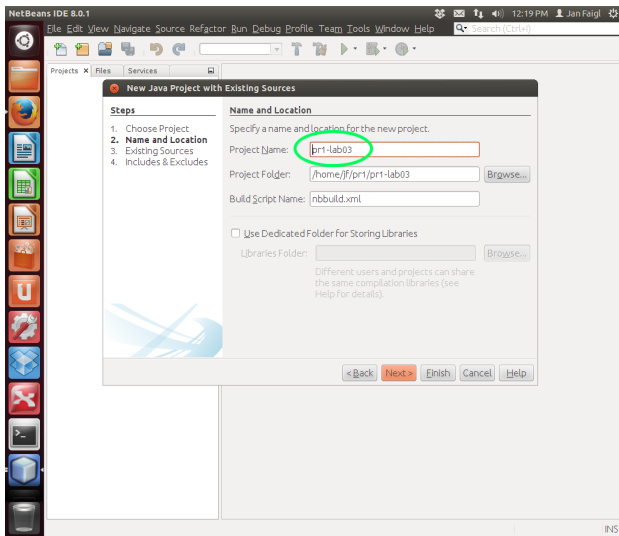 NetBeans IDE 8.0.1 12:19 PM Jan Faigl
File Edit View Navigate Source Refactor Run Debug Profile Team Tools Window Help Search (Ctrl+I)
Projects Files Services
New Java Project with Existing Sources
Steps
1. Choose Project
2. Name and Location
3. Existing Sources
4. Includes & Excludes
Name and Location
Specify a name and location for the new project.
Project Name: pr1-lab03
Project Folder: /home/jf/pr1/pr1-lab03 Browse...
Build Script Name: nbbuild.xml
Use Dedicated Folder for Storing Libraries
Libraries Folder: Browse...
Different users and projects can share
the same compilation libraries (see
Help for details).
< Back Next > Finish Cancel Help
INS